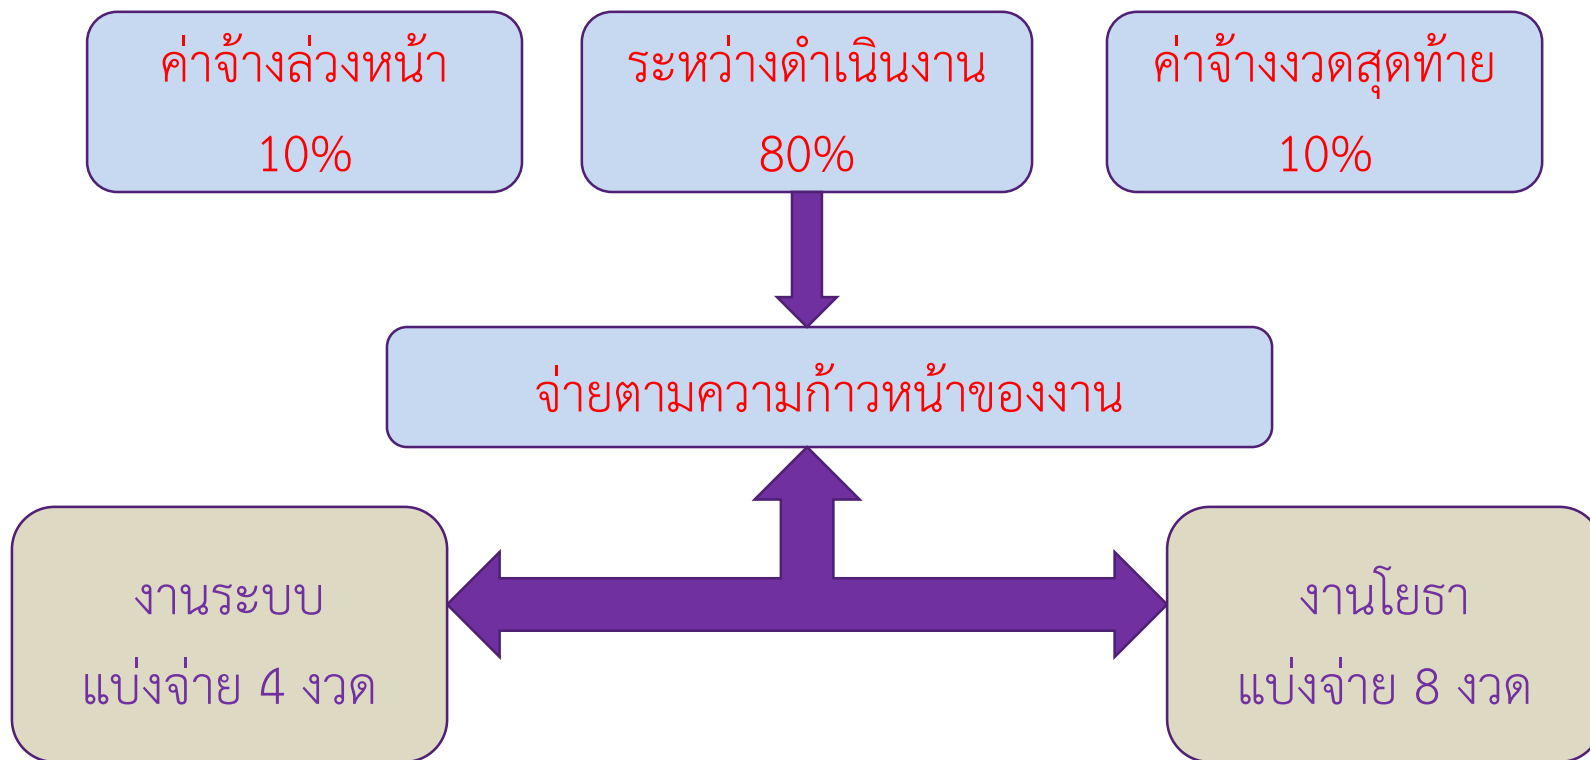 ค่าจ้างล่วงหน้า
10%
ระหว่างดำเนินงาน
80%
ค่าจ้างงวดสุดท้าย
10%
จ่ายตามความก้าวหน้าของงาน
งานระบบ
แบ่งจ่าย 4 งวด
งานโยธา
แบ่งจ่าย 8 งวด